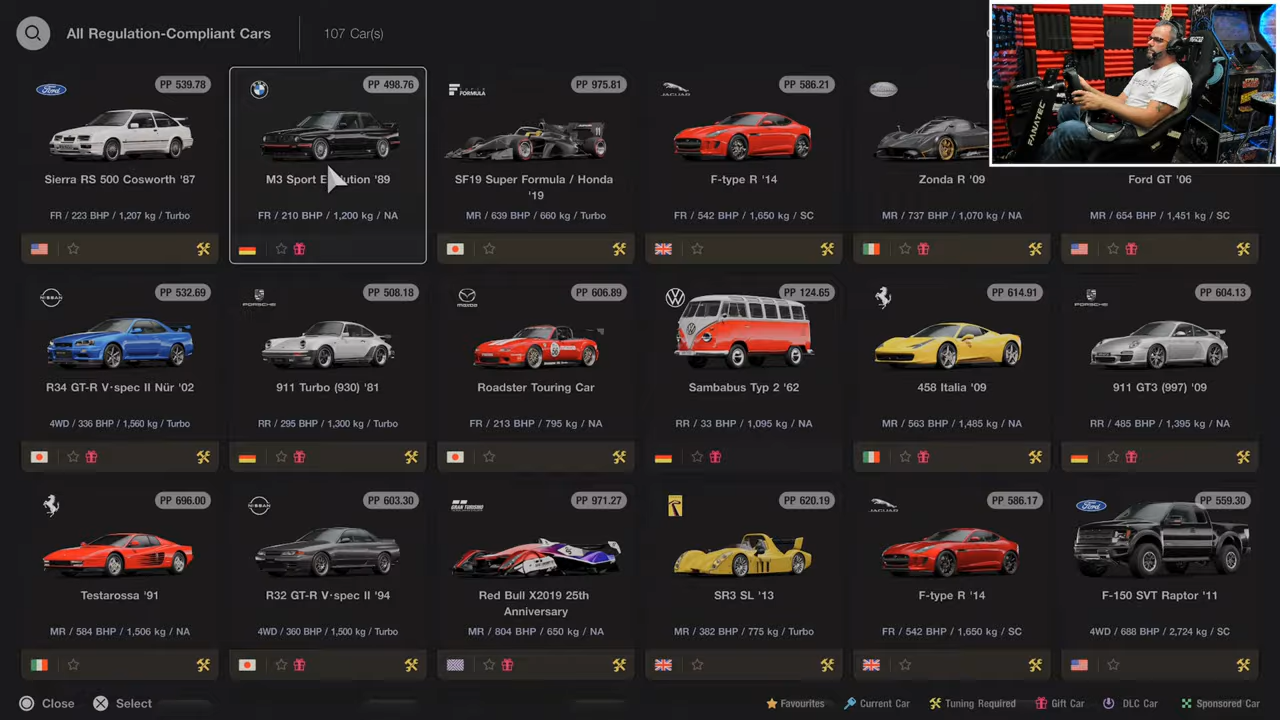 All Regulation-Compliant Cars 107 Car(s)
PP 539.78
Sierra RS 500 Cosworth '87
FR / 223 BHP / 1,207 kg / Turbo
PP 498.76
FR / 210 BHP / 1,200 kg / NA
M3 Sport '89
PP 975.81
SF19 Super Formula / Honda
'19
MR / 639 BHP / 660 kg / Turbo
PP 586.21
F-type R '14
FR / 542 BHP / 1,650 kg / SC
Zonda R '09
MR / 737 BHP / 1,070 kg / NA
Ford GT '06
MR / 654 BHP / 1,451 kg / SC
FANATEC
Ford
FORMULA
JAGUAR
PP 532.69
NISSAN
R34 GT-R V·spec II Nür '02
4WD / 336 BHP / 1,560 kg / Turbo
PP 508.18
PORSCHE
911 Turbo (930) '81
RR / 295 BHP / 1,300 kg / Turbo
PP 606.89
mazda
Roadster Touring Car
FR / 213 BHP / 795 kg / NA
PP 124.65
Sambabus Typ 2 '62
RR / 33 BHP / 1,095 kg / NA
PP 614.91
458 Italia '09
MR / 563 BHP / 1,485 kg / NA
PP 604.13
PORSCHE
911 GT3 (997) '09
RR / 485 BHP / 1,395 kg / NA
PP 696.00
Testarossa '91
MR / 584 BHP / 1,506 kg / NA
PP 603.30
NISSAN
R32 GT-R V·spec II '94
4WD / 360 BHP / 1,500 kg / Turbo
PP 971.27
GRAN TURISMO
Red Bull X2019 25th
Anniversary
MR / 804 BHP / 650 kg / NA
PP 620.19
SR3 SL '13
MR / 382 BHP / 775 kg / Turbo
PP 586.17
JAGUAR
F-type R '14
FR / 542 BHP / 1,650 kg / SC
PP 559.30
Ford
F-150 SVT Raptor '11
4WD / 688 BHP / 2,724 kg / SC
Close Select Favourites Current Car Tuning Required Gift Car DLC Car Sponsored Car